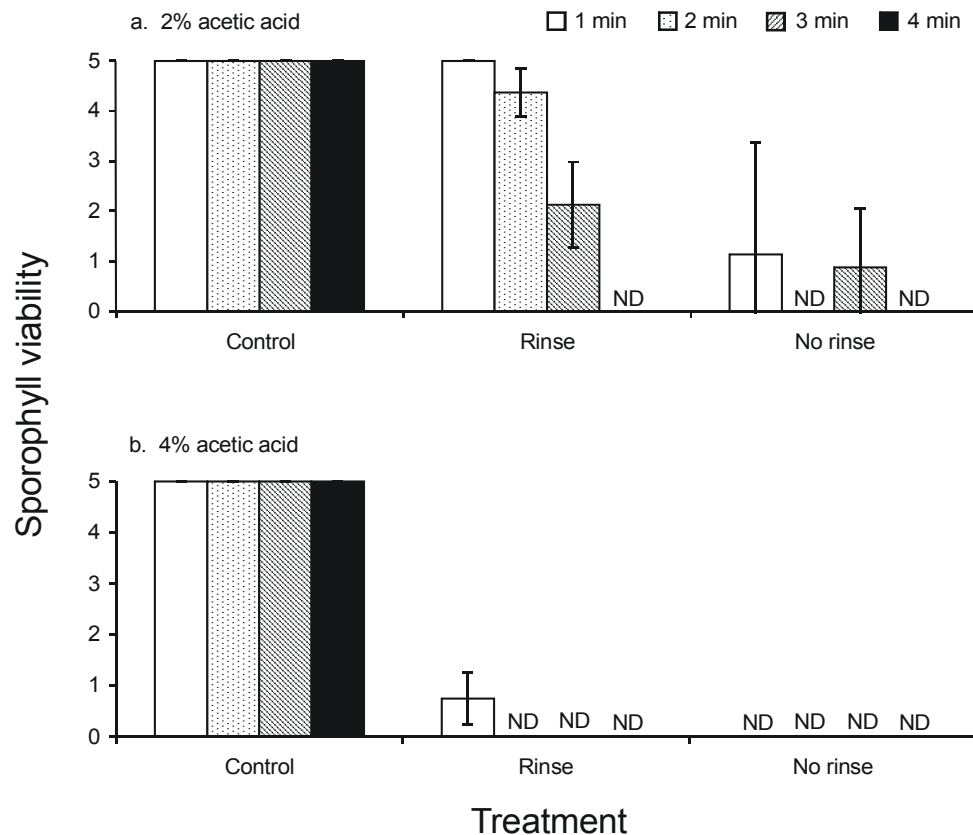 a. 2% acetic acid
1 min 2 min 3 min 4 min
5
4
3
2
1
0
ND
ND
ND
Control Rinse No rinse
b. 4% acetic acid
5
4
3
2
1
0
ND ND ND
ND ND ND ND
Control Rinse No rinse
Sporophyll viability
Treatment